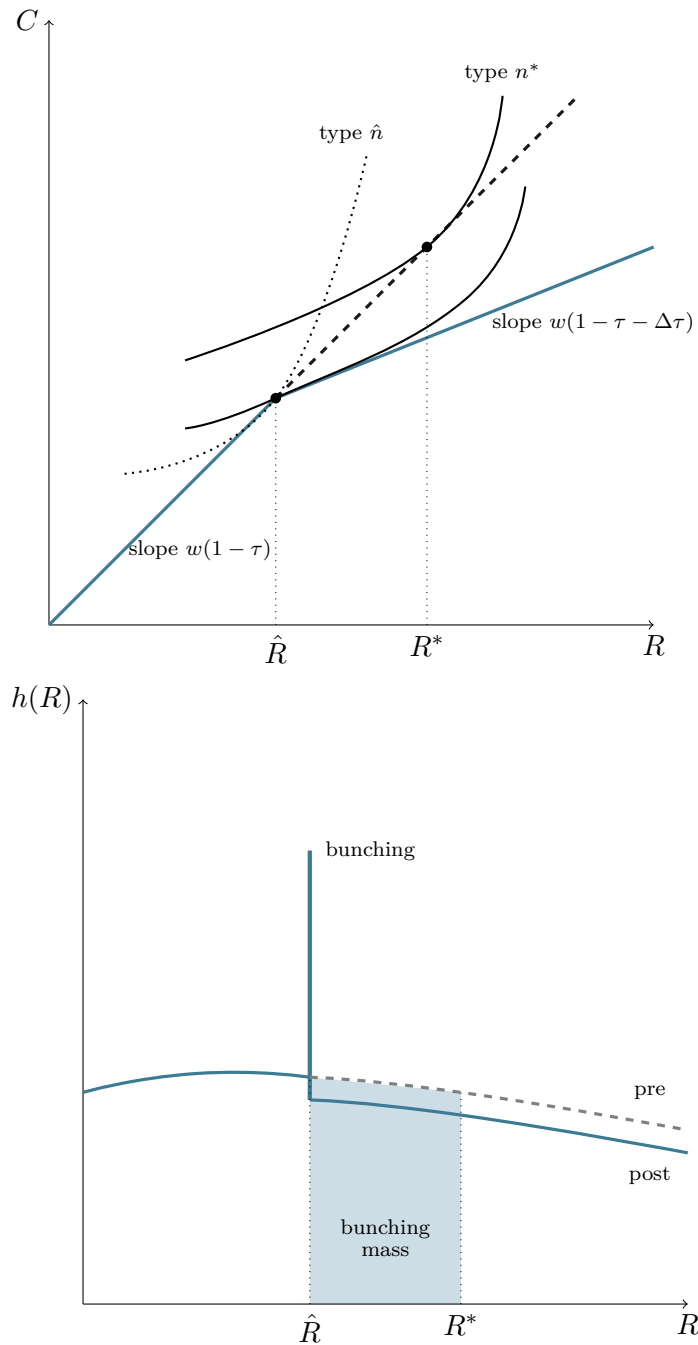 C
type n*
type n̂
slope w(1 − τ − Δτ)
slope w(1 − τ)
R̂
R*
R
h(R)
bunching
pre
post
bunching
mass
R̂
R*
R